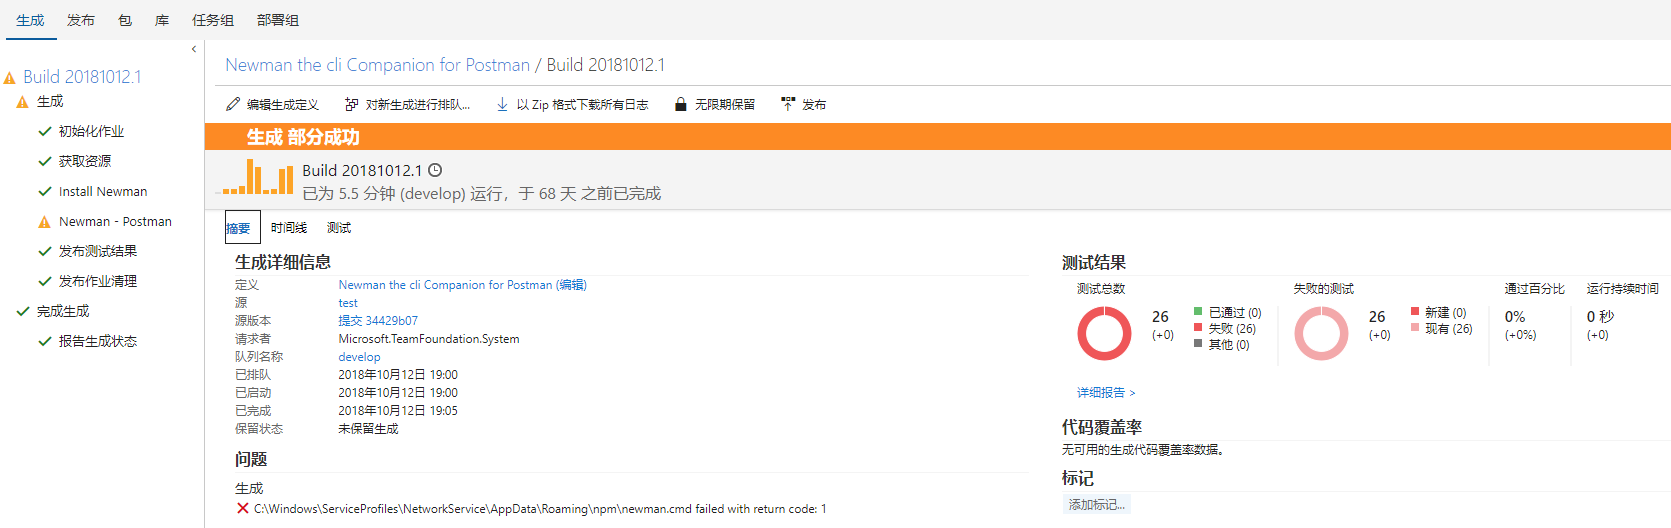 生成 发布 包 库 任务组 部署组
Build 20181012.1
生成
初始化作业
获取资源
Install Newman
Newman - Postman
发布测试结果
发布作业清理
完成生成
报告生成状态
Newman the cli Companion for Postman / Build 20181012.1
编辑生成定义 对新生成进行排队... 以 Zip 格式下载所有日志 无限期保留 发布
生成 部分成功
Build 20181012.1
已为 5.5 分钟 (develop) 运行，于 68 天 之前已完成
摘要 时间线 测试
生成详细信息
定义 Newman the cli Companion for Postman (编辑)
源 test
源版本 提交 34429b07
请求者 Microsoft.TeamFoundation.System
队列名称 develop
已排队 2018年10月12日 19:00
已启动 2018年10月12日 19:00
已完成 2018年10月12日 19:05
保留状态 未保留生成
问题
生成
C:\Windows\ServiceProfiles\NetworkService\AppData\Roaming\npm\newman.cmd failed with return code: 1
测试结果
测试总数
26
(+0)
已通过 (0)
失败 (26)
其他 (0)
失败的测试
26
(+0)
新建 (0)
现有 (26)
通过百分比
0%
(+0%)
运行持续时间
0 秒
(+0)
详细报告 >
代码覆盖率
无可用的生成代码覆盖率数据。
标记
添加标记...